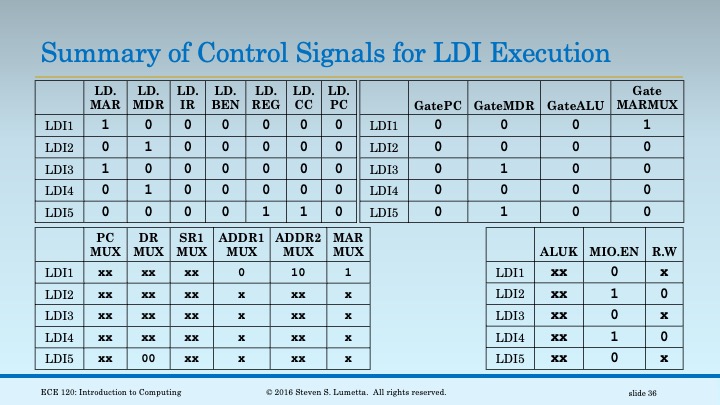 Summary of Control Signals for LDI Execution
LD. MAR LD. MDR LD. IR LD. BEN LD. REG LD. CC LD. PC
LDI1 1 0 0 0 0 0 0
LDI2 0 1 0 0 0 0 0
LDI3 1 0 0 0 0 0 0
LDI4 0 1 0 0 0 0 0
LDI5 0 0 0 0 1 1 0
GatePC GateMDR GateALU Gate MARMUX
LDI1 0 0 0 1
LDI2 0 0 0 0
LDI3 0 1 0 0
LDI4 0 0 0 0
LDI5 0 1 0 0
PC MUX DR MUX SR1 MUX ADDR1 MUX ADDR2 MUX MAR MUX
LDI1 xx xx xx 0 10 1
LDI2 xx xx xx x xx x
LDI3 xx xx xx x xx x
LDI4 xx xx xx x xx x
LDI5 xx 00 xx x xx x
ALUK MIO.EN R.W
LDI1 xx 0 x
LDI2 xx 1 0
LDI3 xx 0 x
LDI4 xx 1 0
LDI5 xx 0 x
ECE 120: Introduction to Computing
© 2016 Steven S. Lumetta. All rights reserved.
slide 36